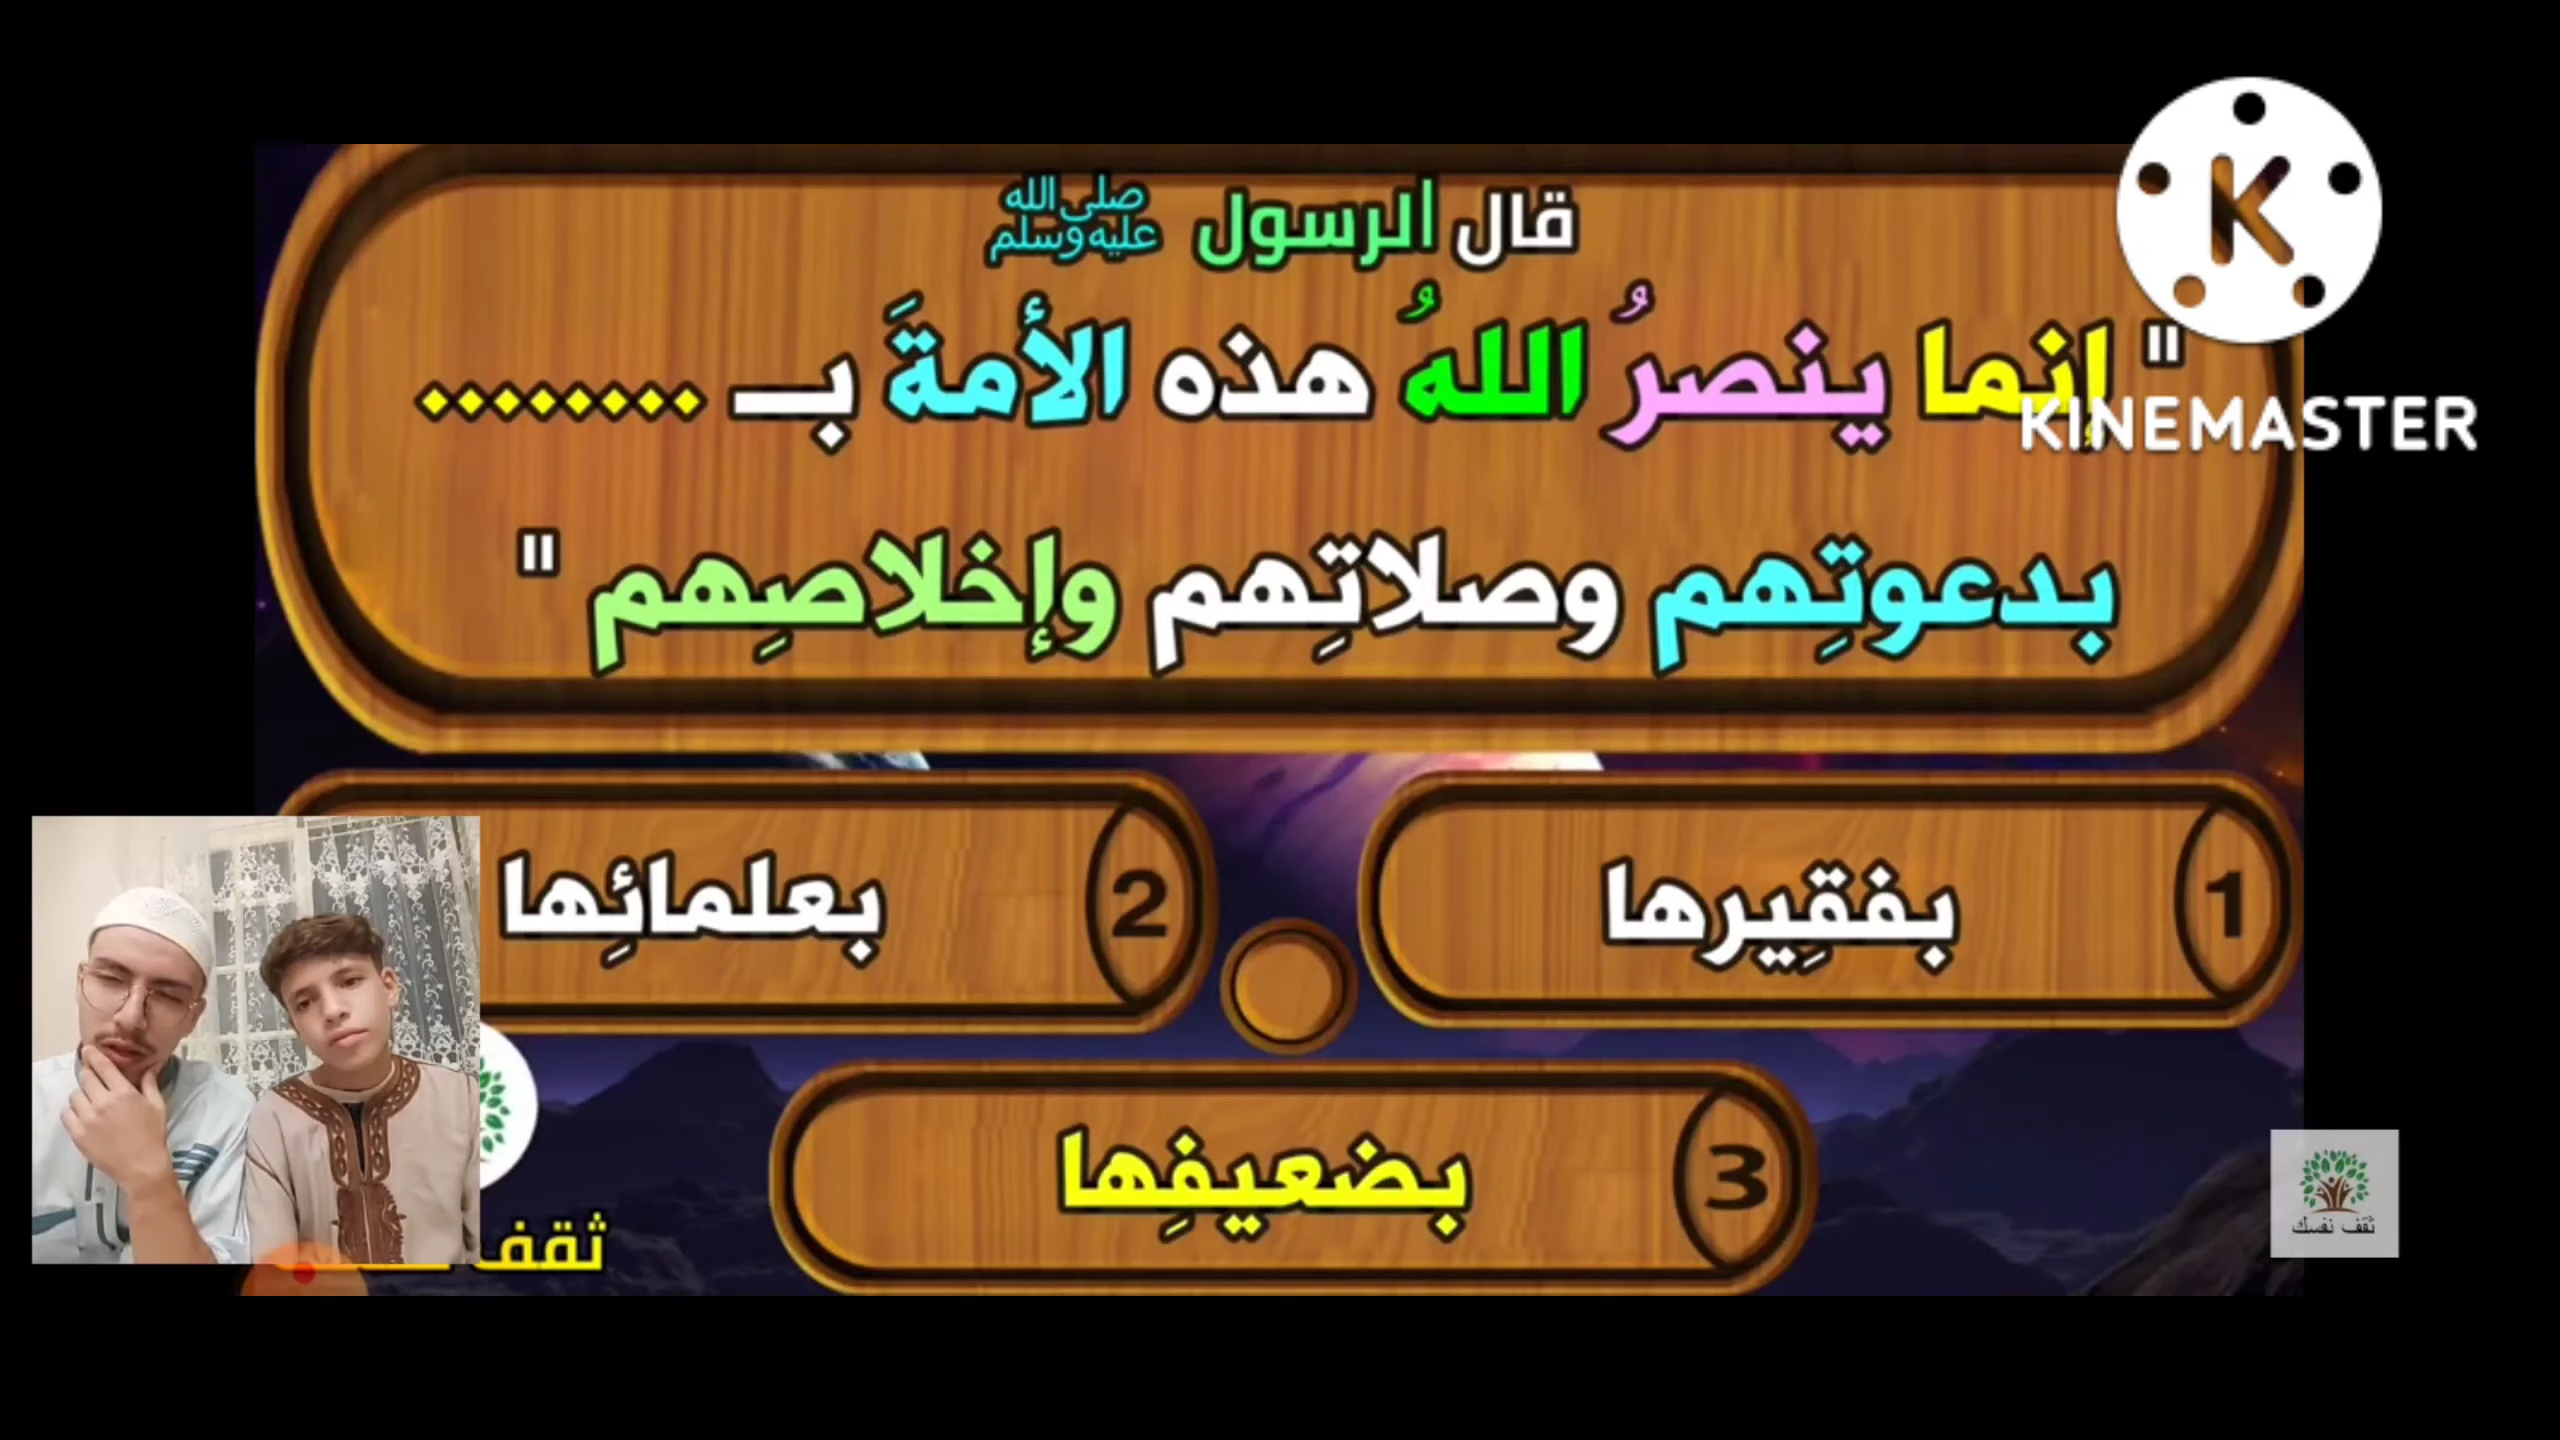 قال الرسول صلى الله عليه وسلم
" إنما ينصرُ اللهُ هذه الأمةَ بـ ........
بدعوتِهم وصلاتِهم وإخلاصِهم "
1 بفقِيرها
2 بعلمائِها
3 بضعيفِها
K
KINEMASTER
ثقف
ثقف نفسك